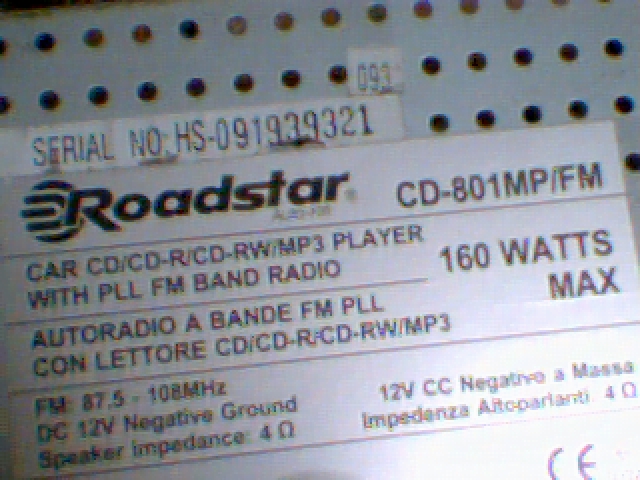 093
SERIAL NO:HS-091939321
Roadstar
CD-801MP/FM
CAR CD/CD-R/CD-RW/MP3 PLAYER
WITH PLL FM BAND RADIO
160 WATTS
MAX
AUTORADIO A BANDE FM PLL
CON LETTORE CD/CD-R/CD-RW/MP3
FM: 87.5 - 108MHz
DC 12V Negative Ground
Speaker impedance: 4 Ω
12V CC Negativo a Massa
Impedenza Altoparlanti: 4 Ω
CE